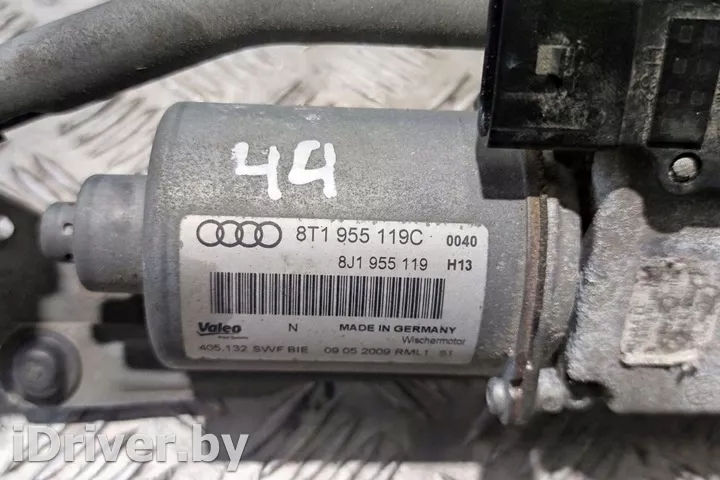 44
8T1 955 119C 0040
8J1 955 119 H13
Valeo N MADE IN GERMANY
Wischermotor
405.132 SWF BIE 09 05 2009 RML1 S1
iDriver.by